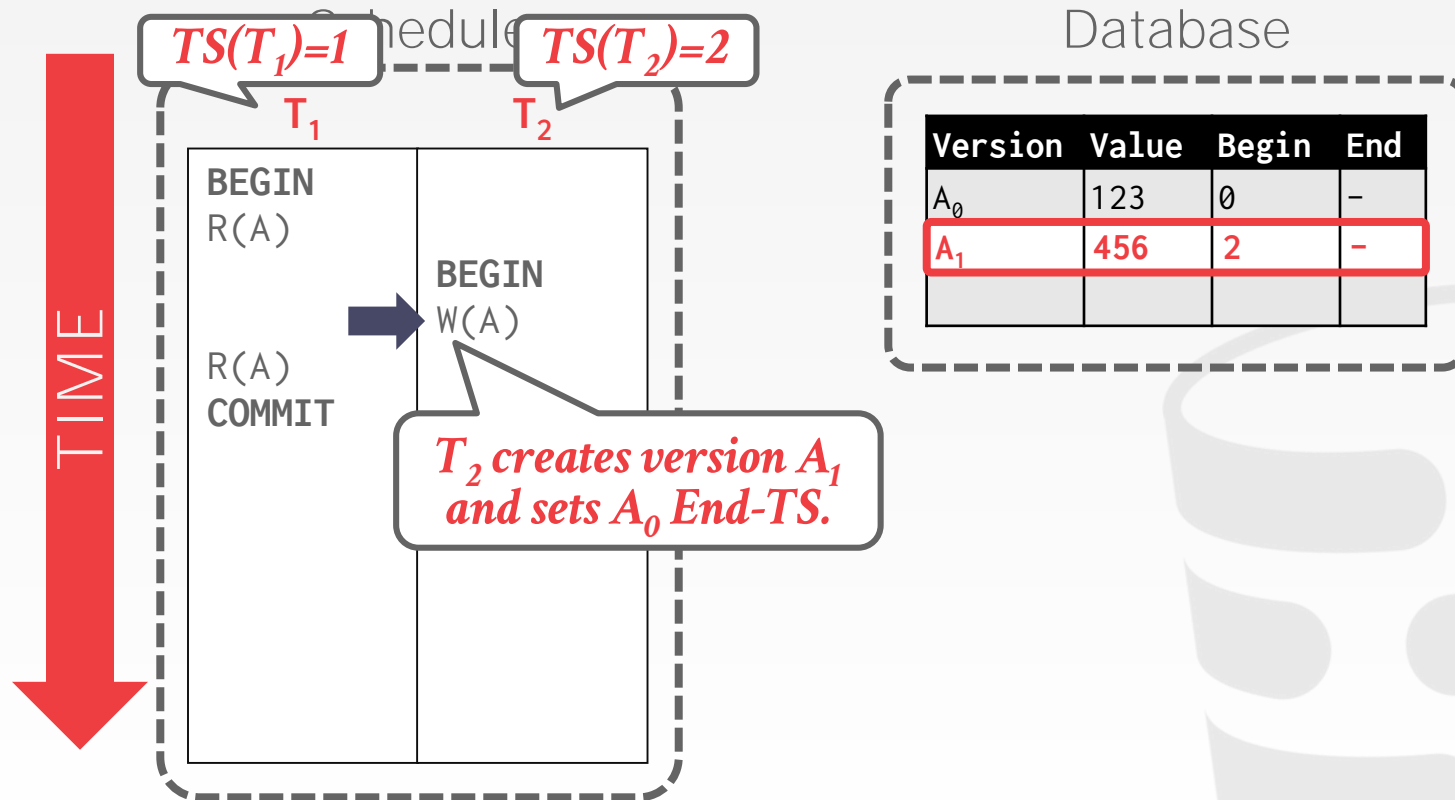 Schedule
TS(T₁)=1
TS(T₂)=2
T₁
T₂
BEGIN
R(A)
BEGIN
W(A)
R(A)
COMMIT
T₂ creates version A₁
and sets A₀ End-TS.
TIME
Database
Version Value Begin End
A₀ 123 0 –
A₁ 456 2 –